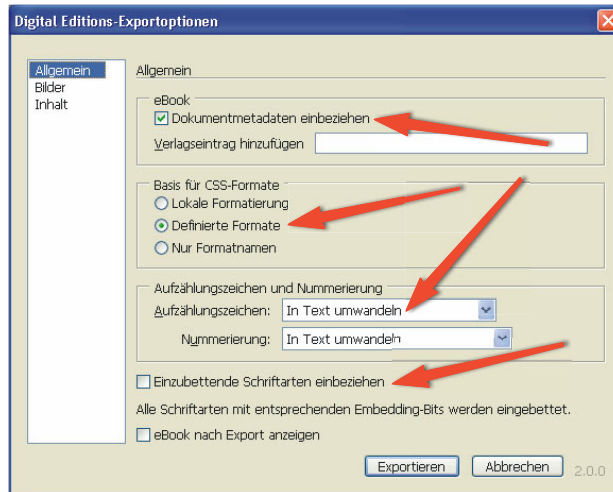 Digital Editions-Exportoptionen
Allgemein
Bilder
Inhalt
Allgemein
eBook
Dokumentmetadaten einbeziehen
Verlagseintrag hinzufügen
Basis für CSS-Formate
Lokale Formatierung
Definierte Formate
Nur Formatnamen
Aufzählungszeichen und Nummerierung
Aufzählungszeichen: In Text umwandeln
Nummerierung: In Text umwandeln
Einzubettende Schriftarten einbeziehen
Alle Schriftarten mit entsprechenden Embedding-Bits werden eingebettet.
eBook nach Export anzeigen
Exportieren Abbrechen 2.0.0